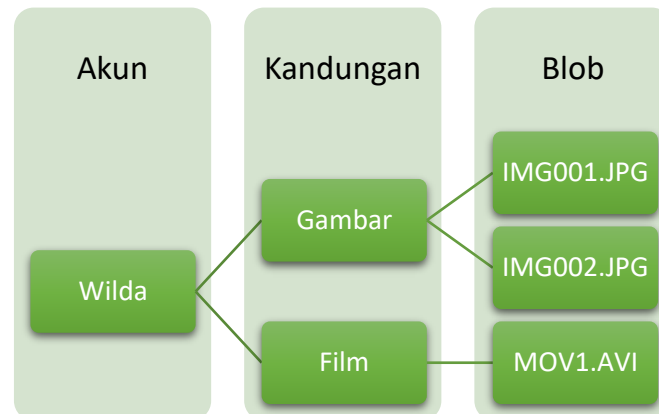 Akun
Kandungan
Blob
Wilda
Gambar
Film
IMG001.JPG
IMG002.JPG
MOV1.AVI